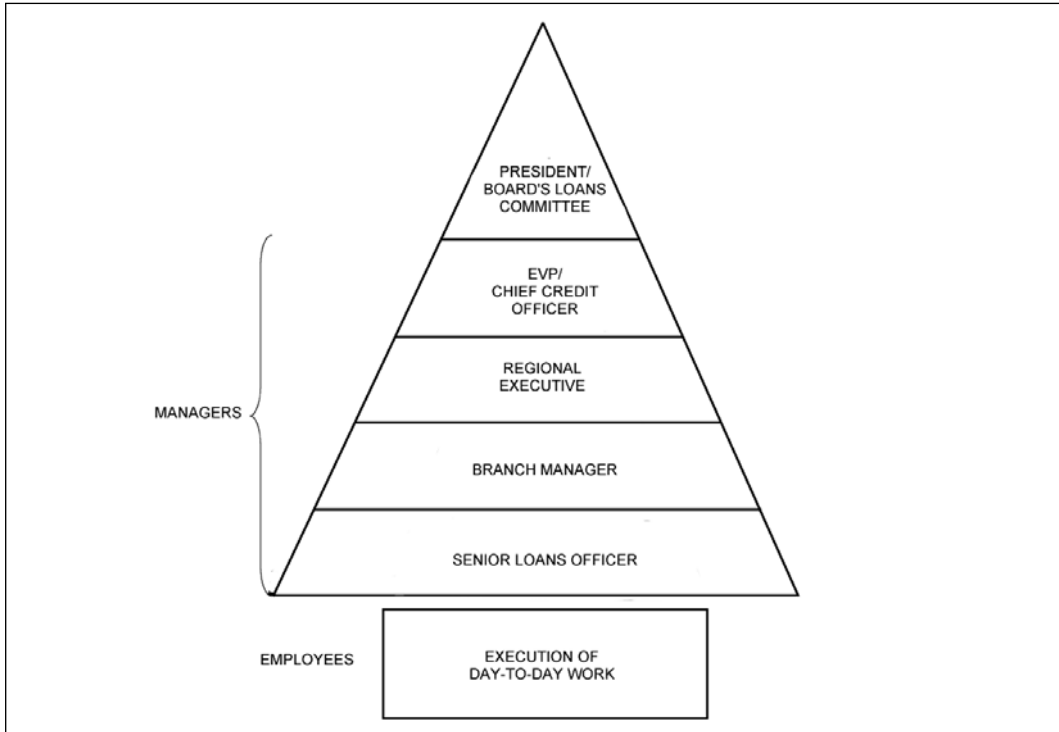 PRESIDENT/
BOARD'S LOANS
COMMITTEE
EVP/
CHIEF CREDIT
OFFICER
REGIONAL
EXECUTIVE
MANAGERS
BRANCH MANAGER
SENIOR LOANS OFFICER
EMPLOYEES
EXECUTION OF
DAY-TO-DAY WORK